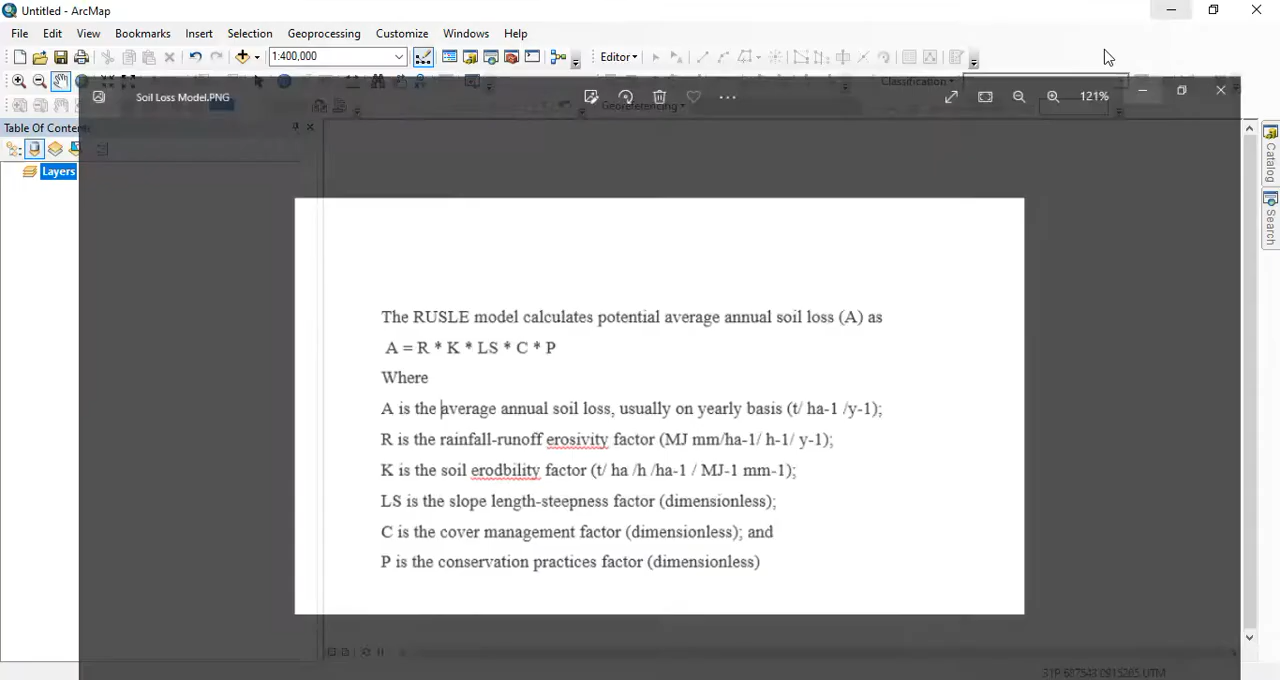 Untitled - ArcMap
File Edit View Bookmarks Insert Selection Geoprocessing Customize Windows Help
1:400,000
Editor
Classification
Soil Loss Model.PNG
121%
Georeferencing
Table Of Contents
Layers
Catalog
Search
The RUSLE model calculates potential average annual soil loss (A) as
A = R * K * LS * C * P
Where
A is the average annual soil loss, usually on yearly basis (t/ ha-1 /y-1);
R is the rainfall-runoff erosivity factor (MJ mm/ha-1/ h-1/ y-1);
K is the soil erodbility factor (t/ ha /h /ha-1 / MJ-1 mm-1);
LS is the slope length-steepness factor (dimensionless);
C is the cover management factor (dimensionless); and
P is the conservation practices factor (dimensionless)